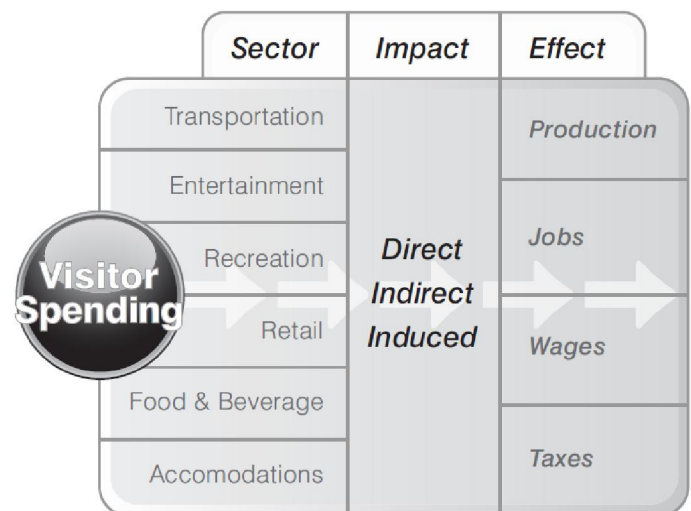 Sector
Impact
Effect
Visitor
Spending
Transportation
Entertainment
Recreation
Retail
Food & Beverage
Accomodations
Direct
Indirect
Induced
Production
Jobs
Wages
Taxes